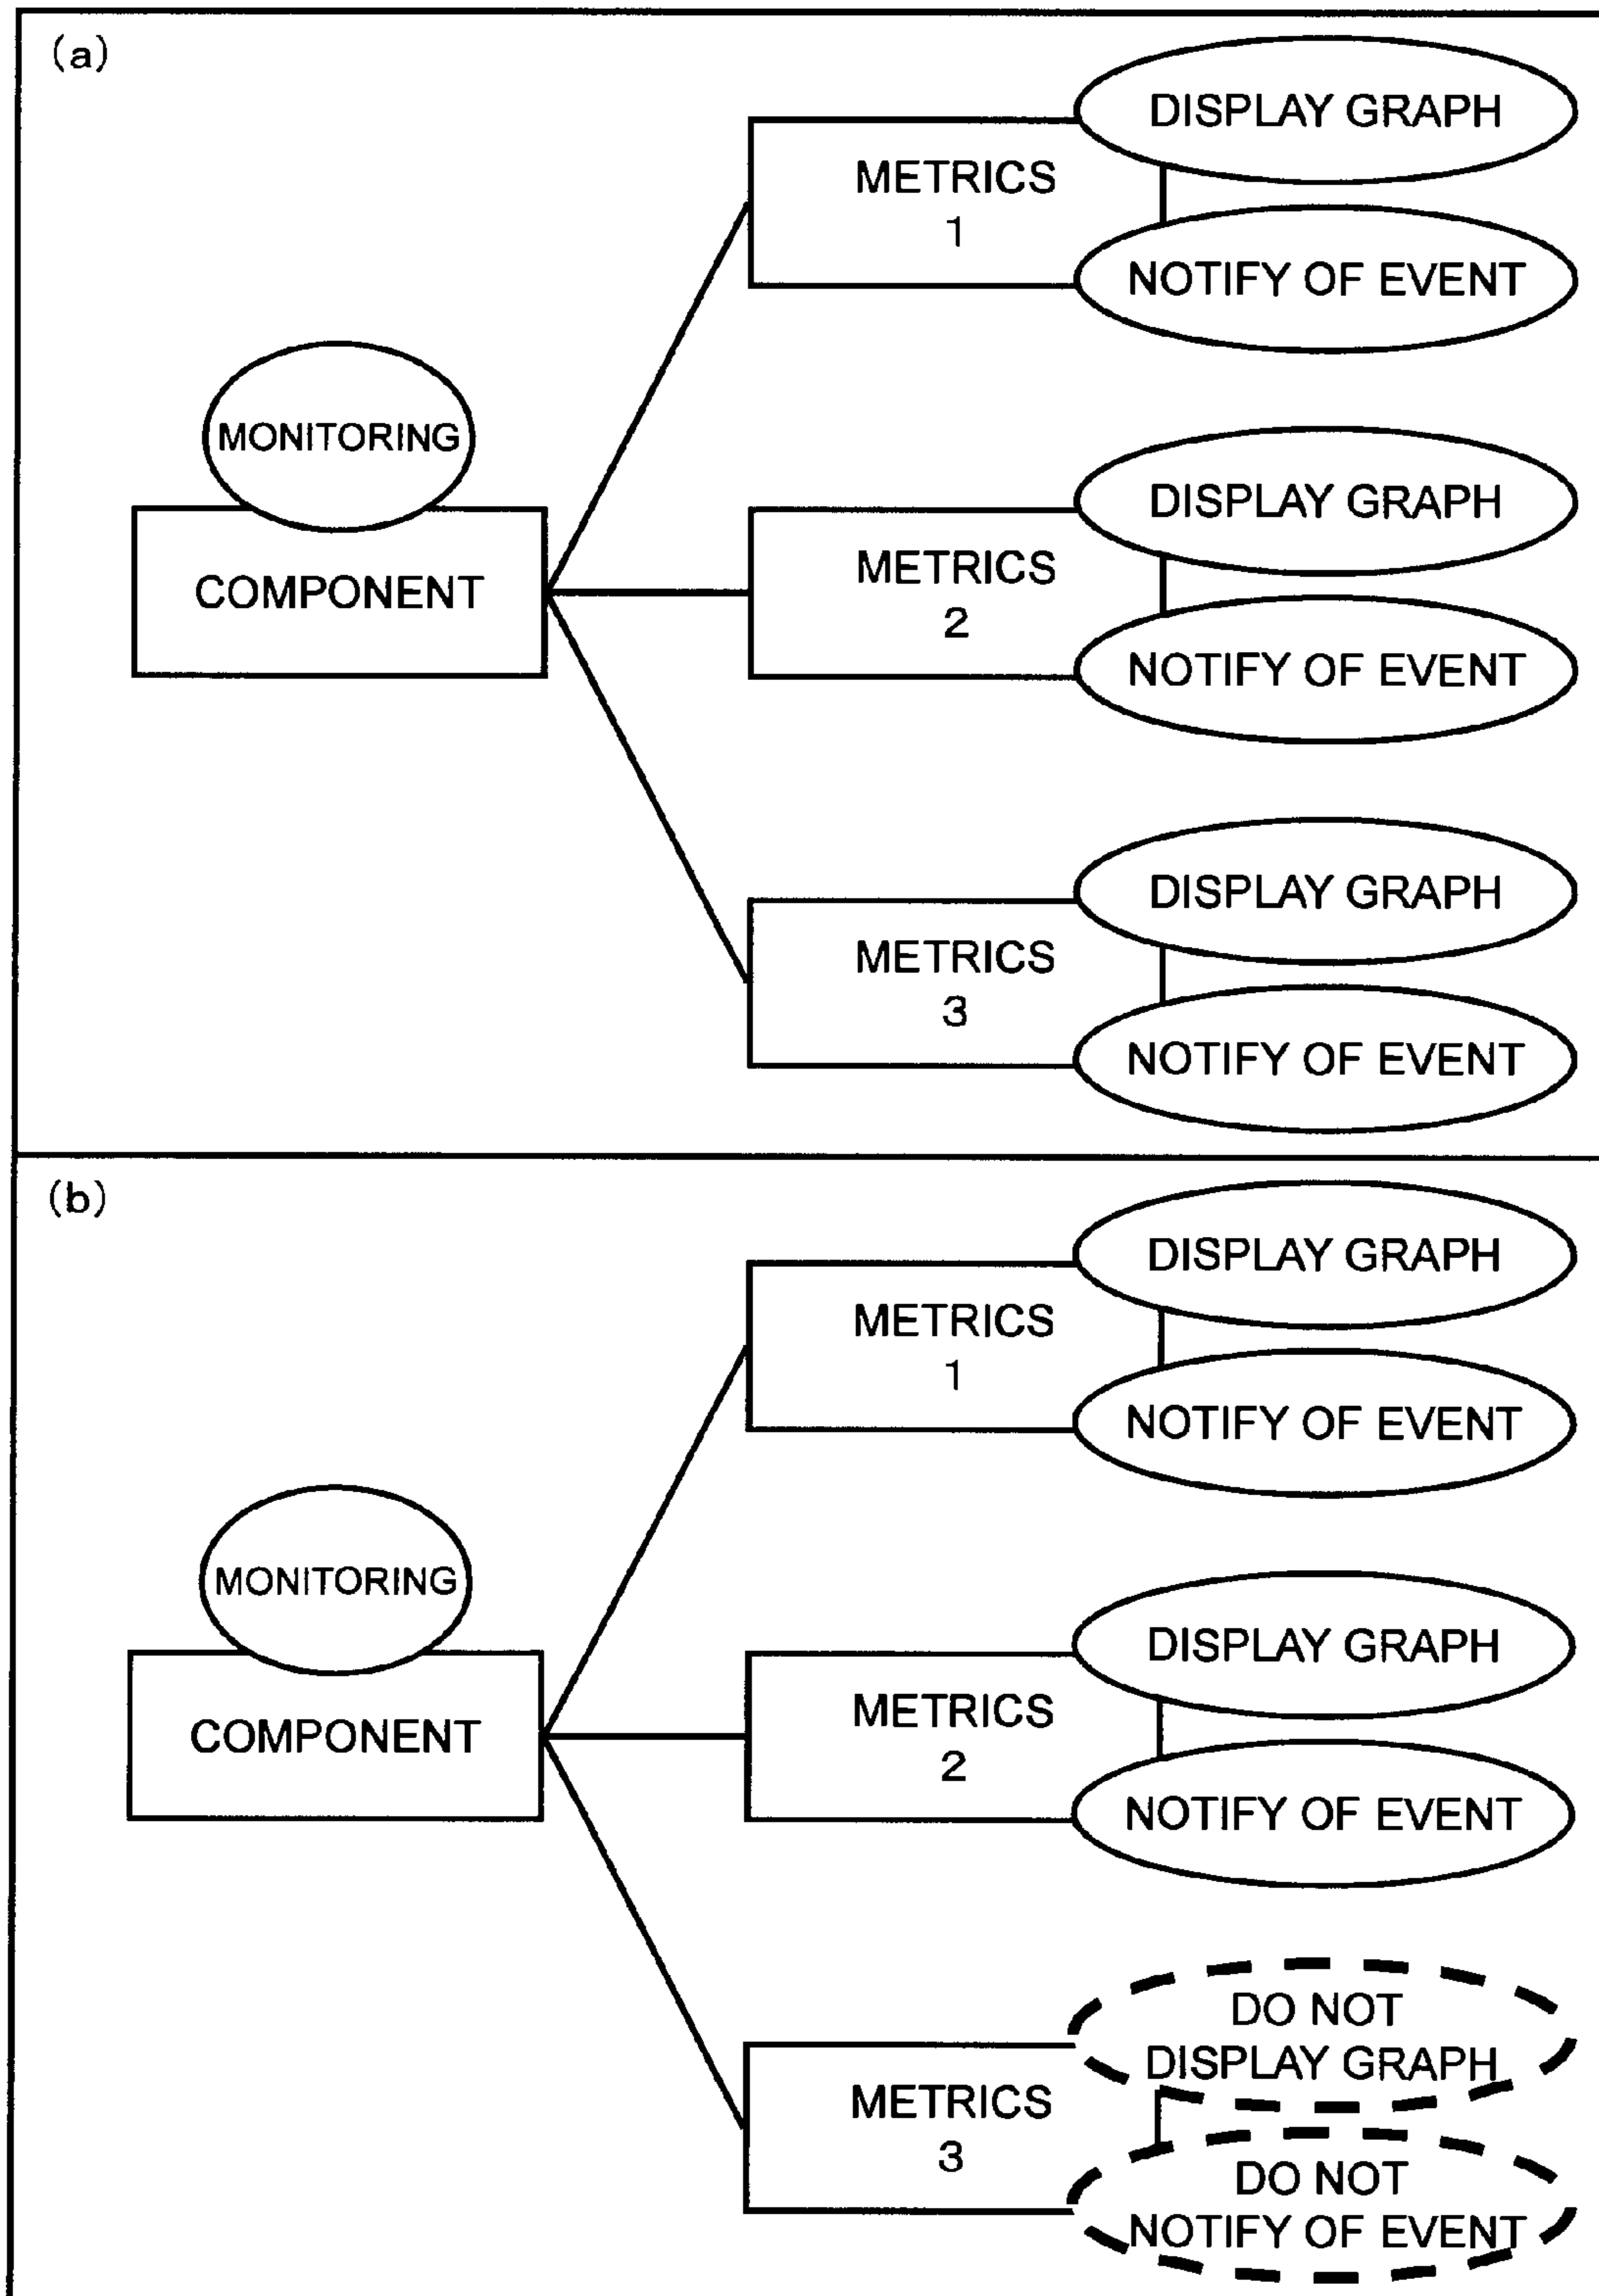 (a)
DISPLAY GRAPH
METRICS
1
NOTIFY OF EVENT
MONITORING
COMPONENT
DISPLAY GRAPH
METRICS
2
NOTIFY OF EVENT
DISPLAY GRAPH
METRICS
3
NOTIFY OF EVENT
(b)
DISPLAY GRAPH
METRICS
1
NOTIFY OF EVENT
MONITORING
COMPONENT
DISPLAY GRAPH
METRICS
2
NOTIFY OF EVENT
DO NOT
DISPLAY GRAPH
METRICS
3
DO NOT
NOTIFY OF EVENT